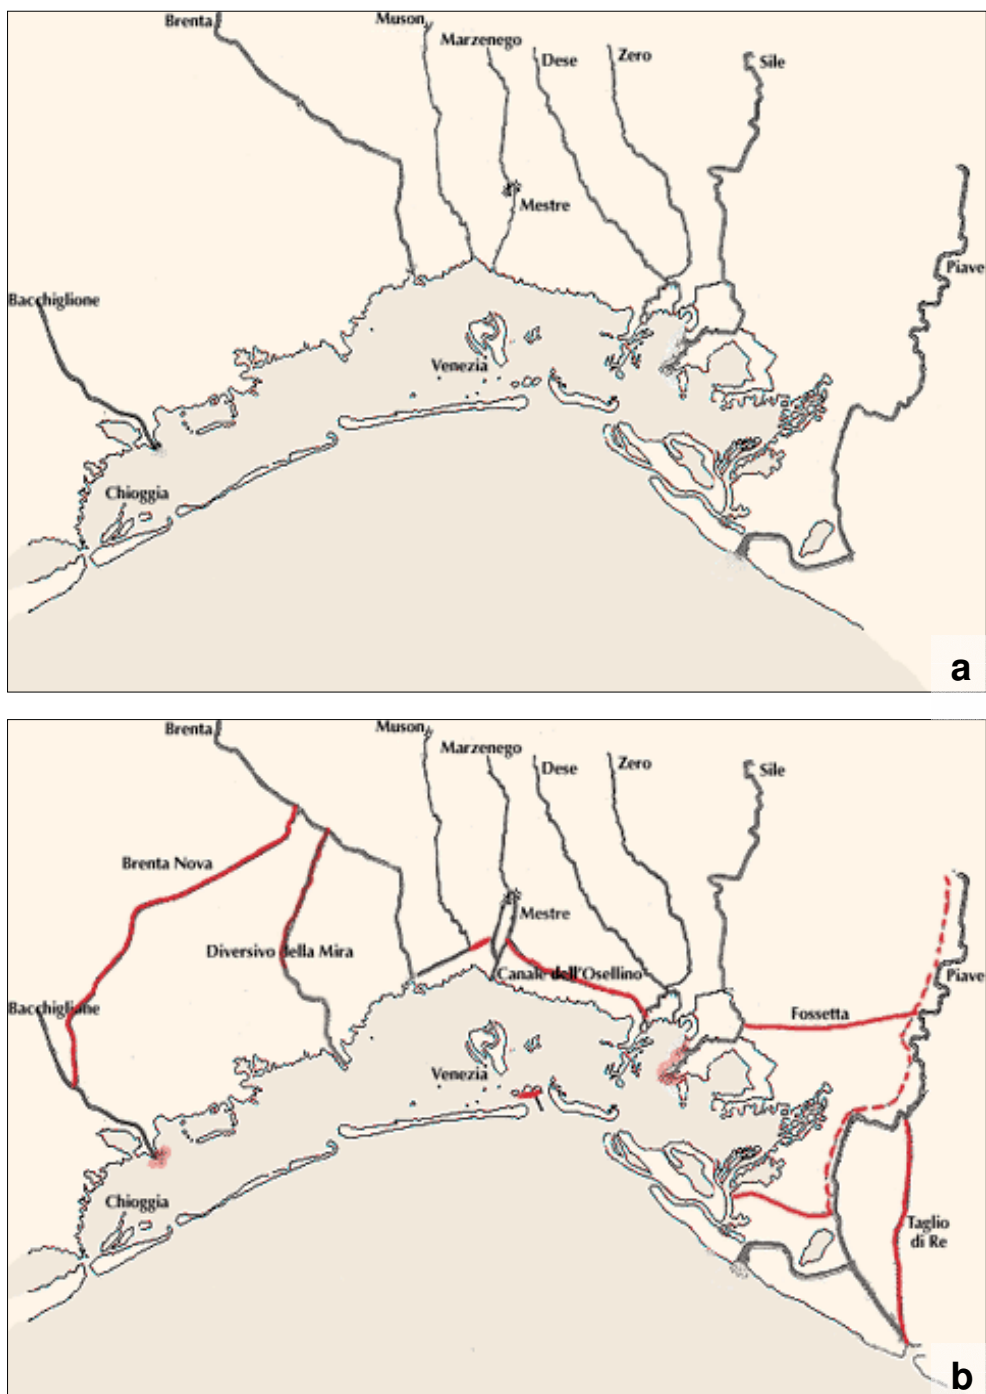 Brenta
Muson
Marzenego
Dese
Zero
Sile
Mestre
Piave
Bacchiglione
Venezia
Chioggia
a
Brenta
Muson
Marzenego
Dese
Zero
Sile
Brenta Nova
Mestre
Diversivo della Mira
Canale dell'Osellino
Piave
Bacchiglione
Fossetta
Venezia
Chioggia
Taglio
di Re
b